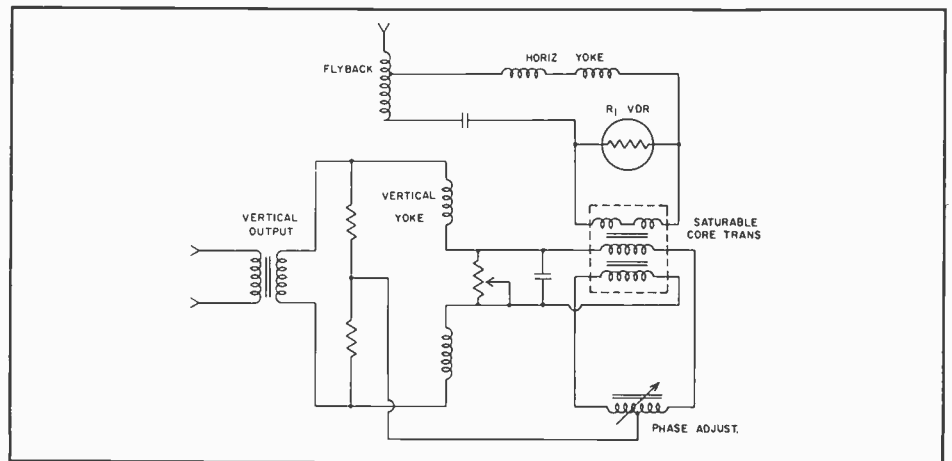 FLYBACK
HORIZ YOKE
R1 VDR
VERTICAL
OUTPUT
VERTICAL
YOKE
SATURABLE
CORE TRANS
PHASE ADJUST.